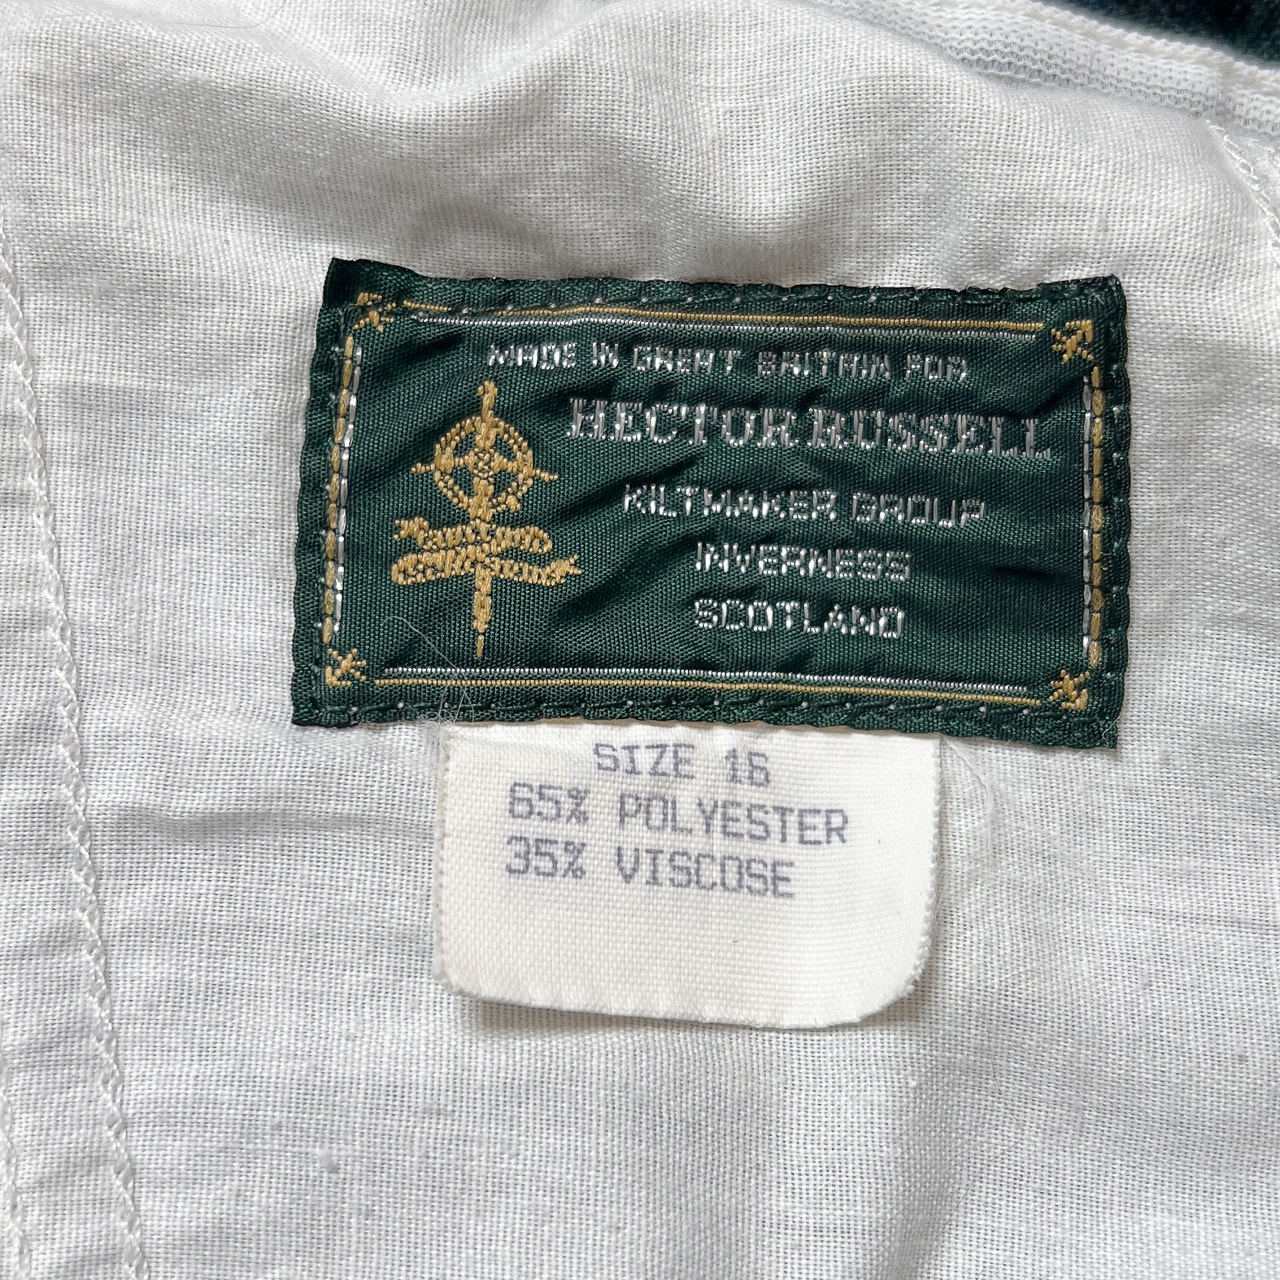 MADE IN GREAT BRITAIN FOR
HECTOR RUSSELL
KILTMAKER GROUP
INVERNESS
SCOTLAND
SIZE 16
65% POLYESTER
35% VISCOSE